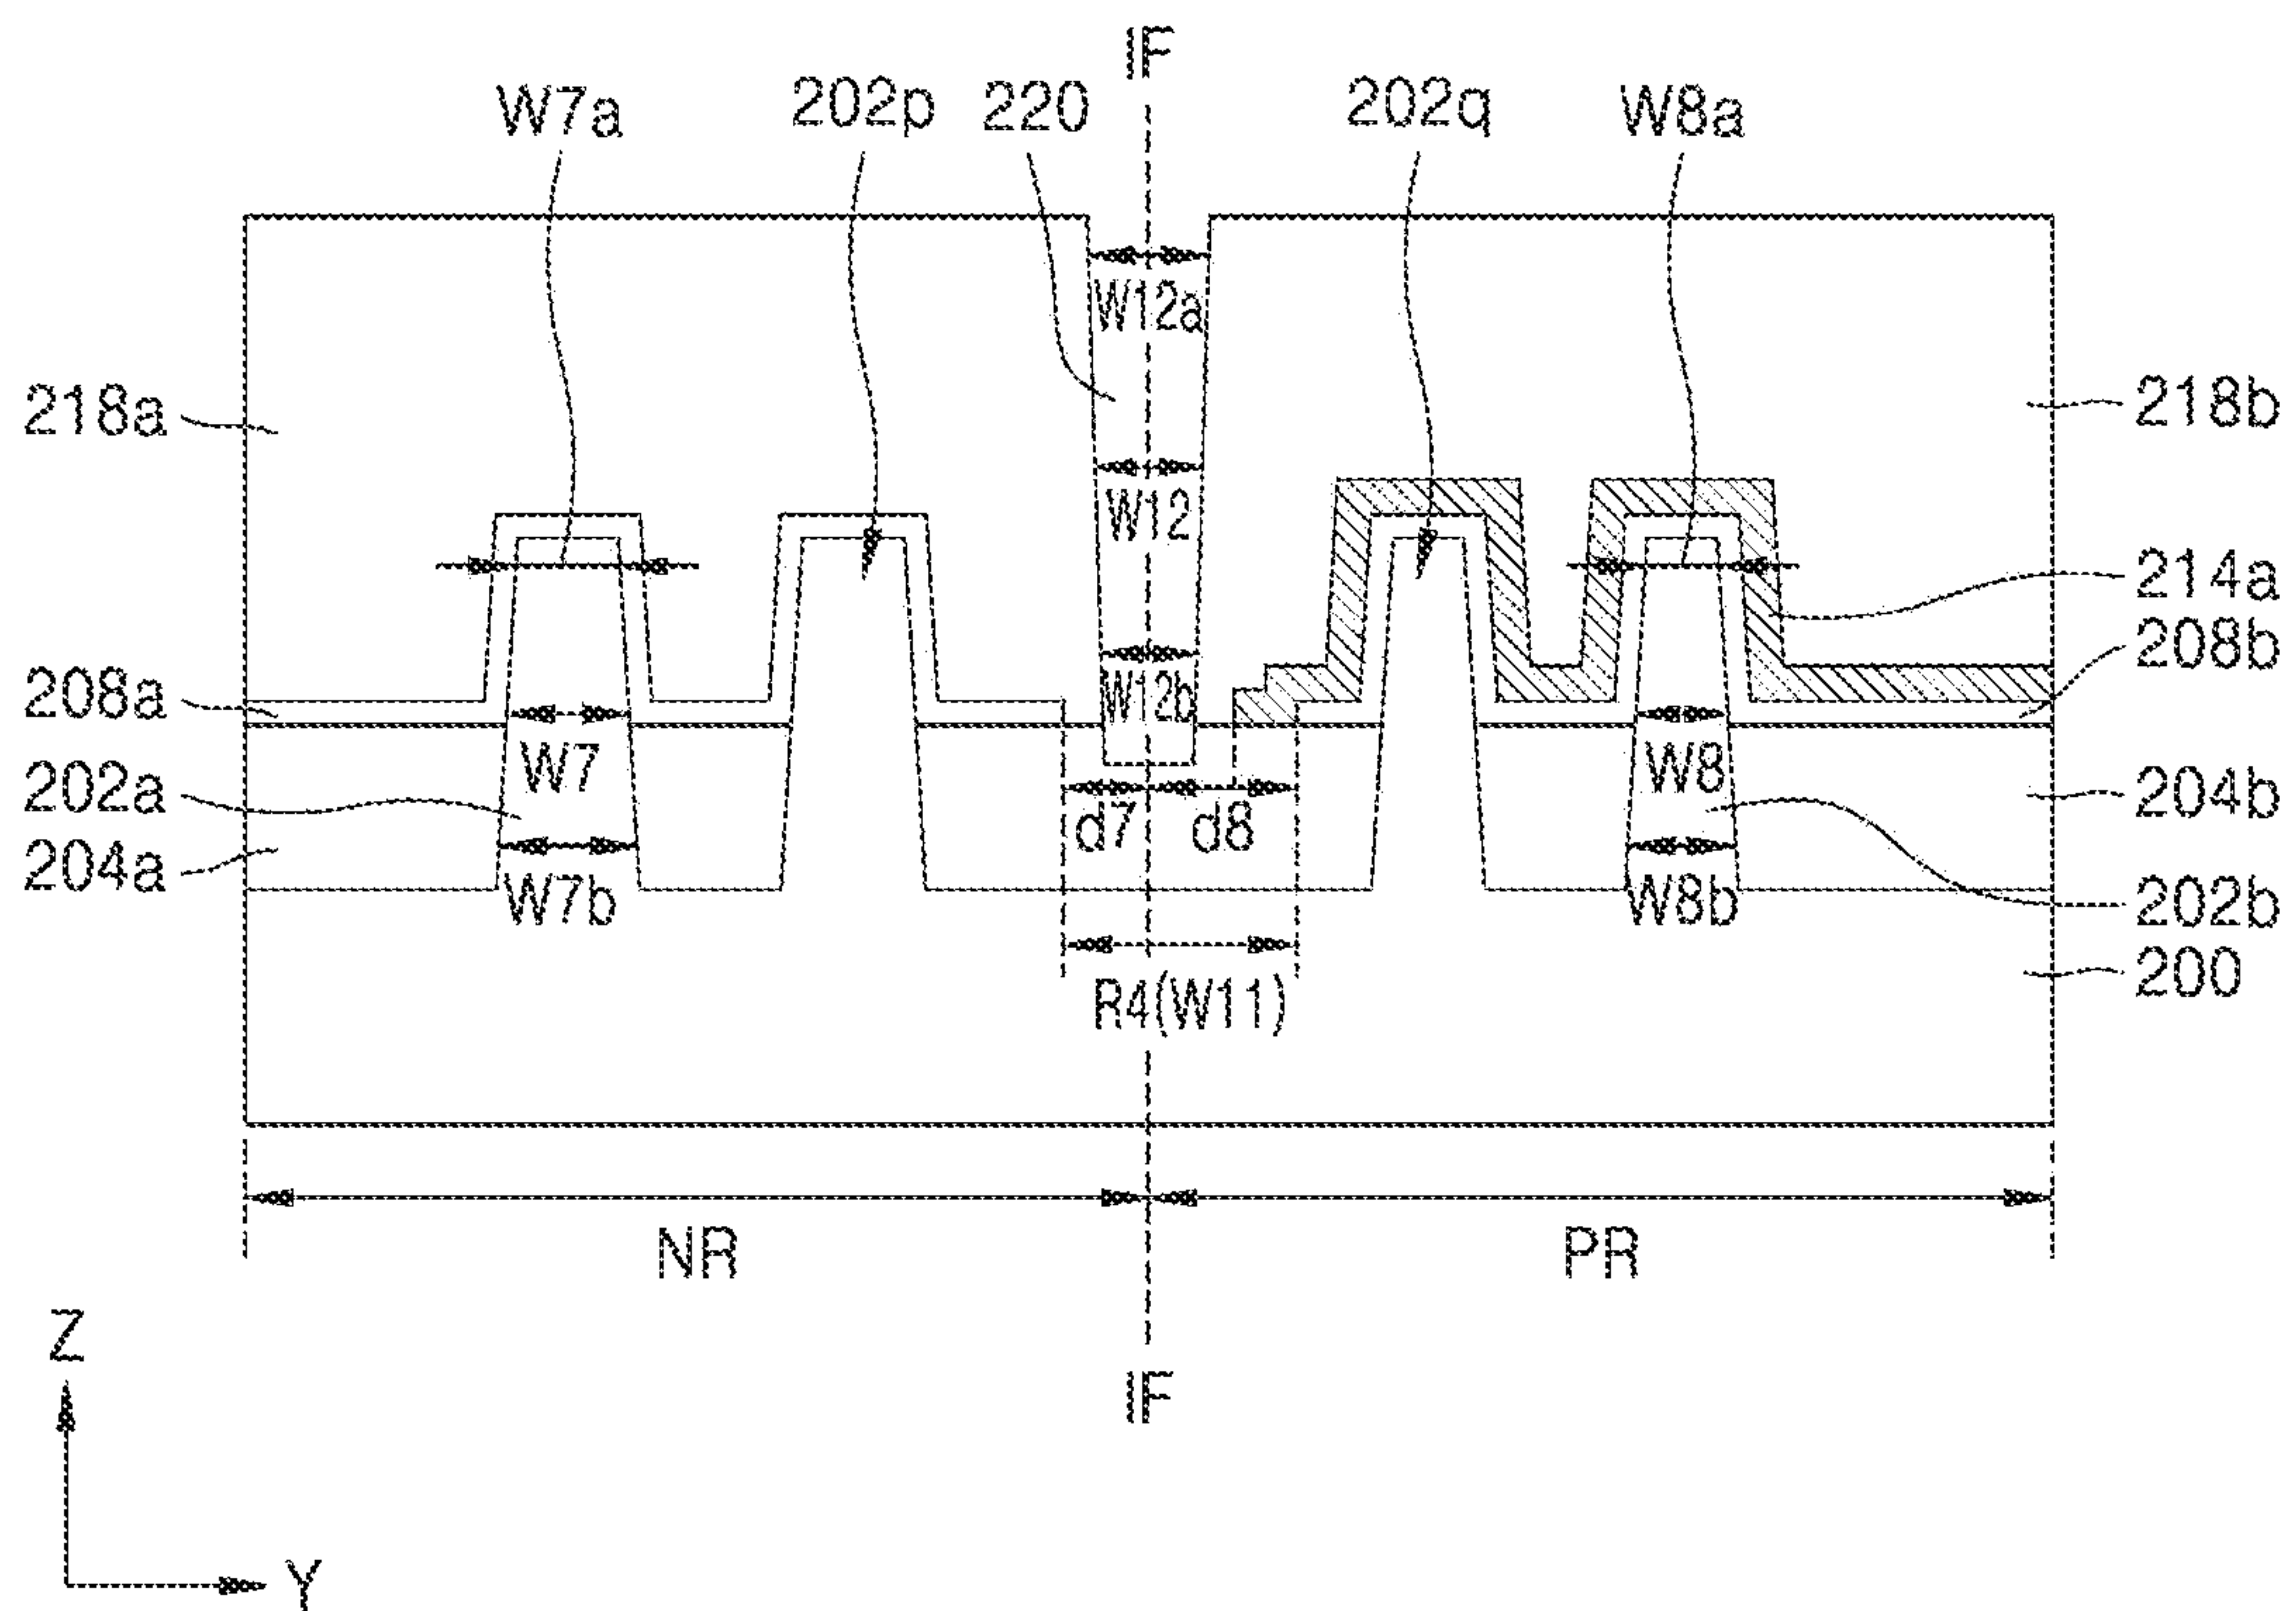 IF
W7a 202p 220 202q W8a
W12a
218a 218b
W12
214a
208b
208a W12b
W7 W8
202a 204b
d7 d8
204a
W7b W8b 202b
200
R4(W11)
NR PR
Z
IF
Y